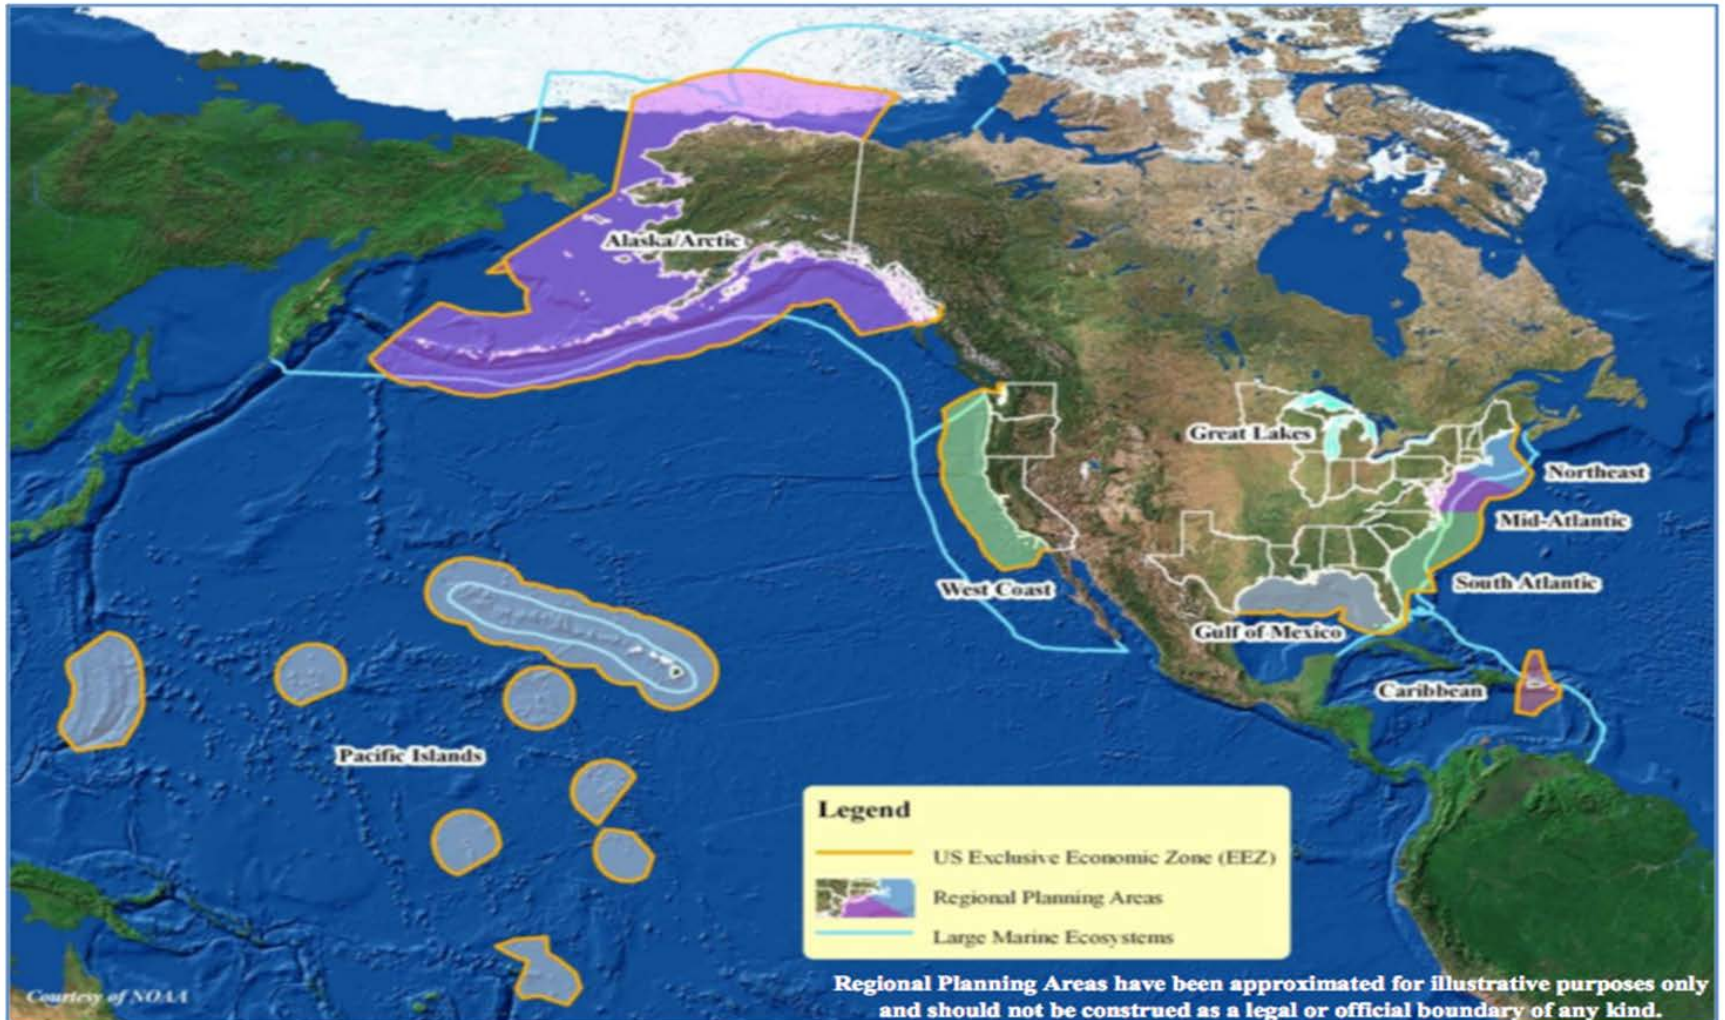 Alaska/Arctic
Great Lakes
Northeast
Mid-Atlantic
West Coast
South Atlantic
Gulf of Mexico
Caribbean
Pacific Islands
Legend
US Exclusive Economic Zone (EEZ)
Regional Planning Areas
Large Marine Ecosystems
Courtesy of NOAA
Regional Planning Areas have been approximated for illustrative purposes only
and should not be construed as a legal or official boundary of any kind.